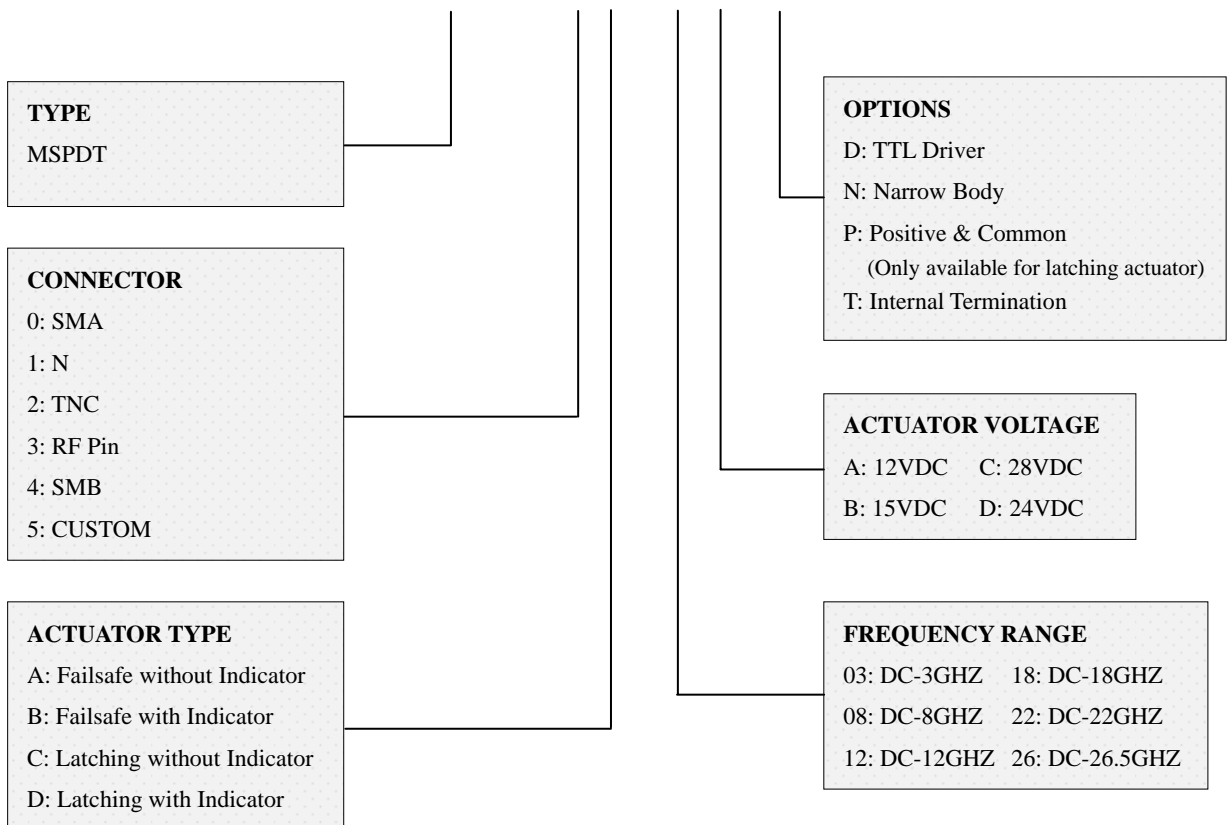 TYPE
MSPDT
CONNECTOR
0: SMA
1: N
2: TNC
3: RF Pin
4: SMB
5: CUSTOM
ACTUATOR TYPE
A: Failsafe without Indicator
B: Failsafe with Indicator
C: Latching without Indicator
D: Latching with Indicator
OPTIONS
D: TTL Driver
N: Narrow Body
P: Positive & Common
(Only available for latching actuator)
T: Internal Termination
ACTUATOR VOLTAGE
A: 12VDC C: 28VDC
B: 15VDC D: 24VDC
FREQUENCY RANGE
03: DC-3GHZ 18: DC-18GHZ
08: DC-8GHZ 22: DC-22GHZ
12: DC-12GHZ 26: DC-26.5GHZ